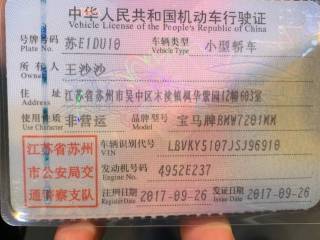 中华人民共和国机动车行驶证
Vehicle License of the People's Republic of China
号牌号码 苏E1DU10 车辆类型 小型轿车
Plate No. Vehicle Type
所有人 王沙沙
Owner
住址 江苏省苏州市吴中区木渎镇枫华紫园12幢603室
Address
使用性质 非营运 品牌型号 宝马牌BMW7201MM
Use Character Model
江苏省苏州
市公安局交
通警察支队
车辆识别代号 LBVKY5107JSJ96910
VIN
发动机号码 4952E237
Engine No.
注册日期 2017-09-26 发证日期 2017-09-26
Register Date Issue Date